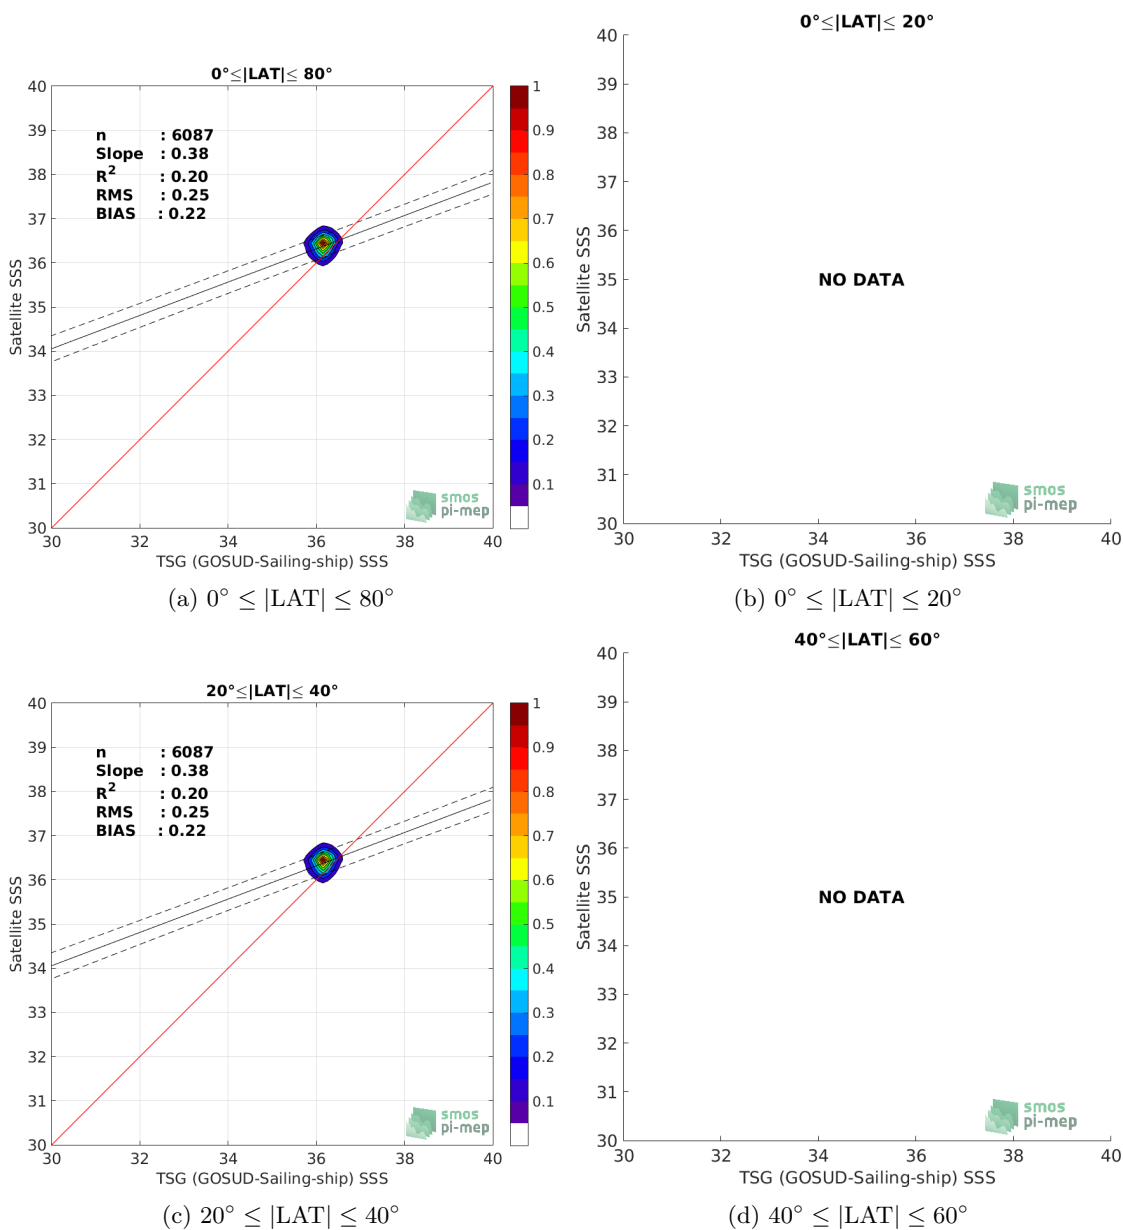 0°≤|LAT|≤ 80°
40
39
38
37
36
35
34
33
32
31
30
Satellite SSS
n : 6087
Slope : 0.38
R² : 0.20
RMS : 0.25
BIAS : 0.22
1
0.9
0.8
0.7
0.6
0.5
0.4
0.3
0.2
0.1
smos
pi-mep
30 32 34 36 38 40
TSG (GOSUD-Sailing-ship) SSS
(a) 0° ≤ |LAT| ≤ 80°
0°≤|LAT|≤ 20°
40
39
38
37
36
35
34
33
32
31
30
Satellite SSS
NO DATA
smos
pi-mep
30 32 34 36 38 40
TSG (GOSUD-Sailing-ship) SSS
(b) 0° ≤ |LAT| ≤ 20°
20°≤|LAT|≤ 40°
40
39
38
37
36
35
34
33
32
31
30
Satellite SSS
n : 6087
Slope : 0.38
R² : 0.20
RMS : 0.25
BIAS : 0.22
1
0.9
0.8
0.7
0.6
0.5
0.4
0.3
0.2
0.1
smos
pi-mep
30 32 34 36 38 40
TSG (GOSUD-Sailing-ship) SSS
(c) 20° ≤ |LAT| ≤ 40°
40°≤|LAT|≤ 60°
40
39
38
37
36
35
34
33
32
31
30
Satellite SSS
NO DATA
smos
pi-mep
30 32 34 36 38 40
TSG (GOSUD-Sailing-ship) SSS
(d) 40° ≤ |LAT| ≤ 60°